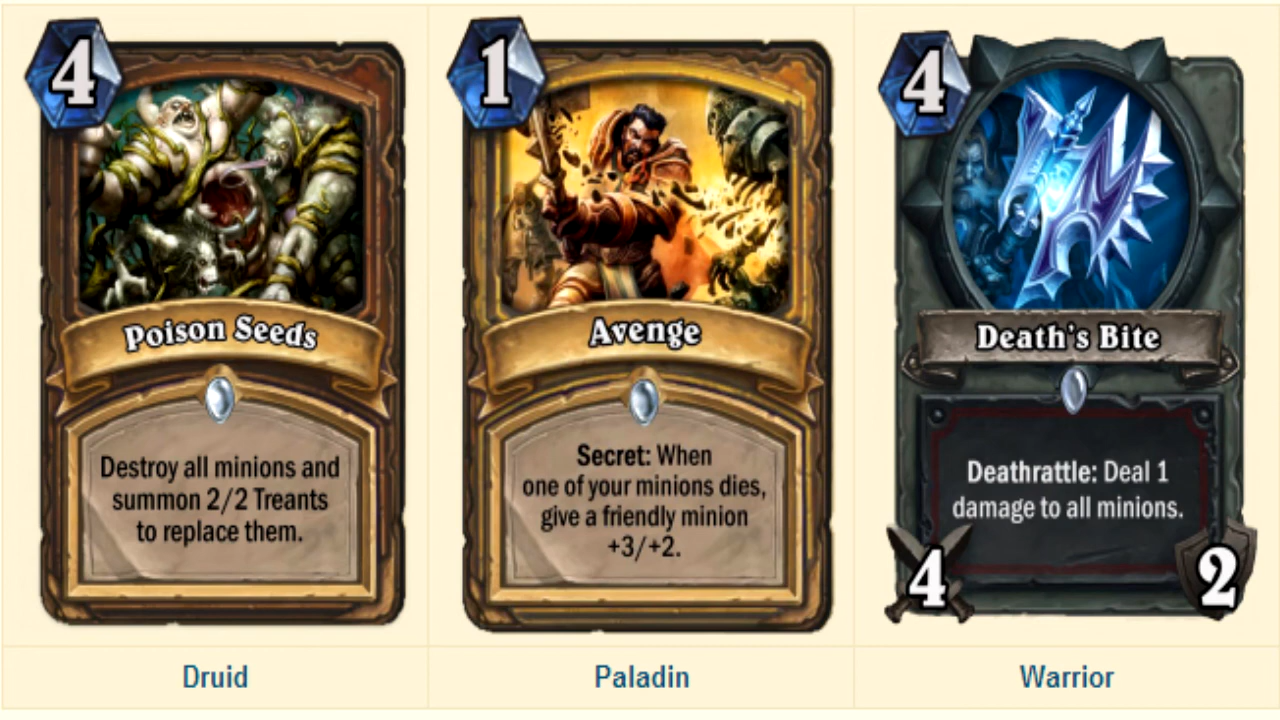 4
Poison Seeds
Destroy all minions and
summon 2/2 Treants
to replace them.
Druid
1
Avenge
Secret: When
one of your minions dies,
give a friendly minion
+3/+2.
Paladin
4
Death's Bite
Deathrattle: Deal 1
damage to all minions.
4
2
Warrior